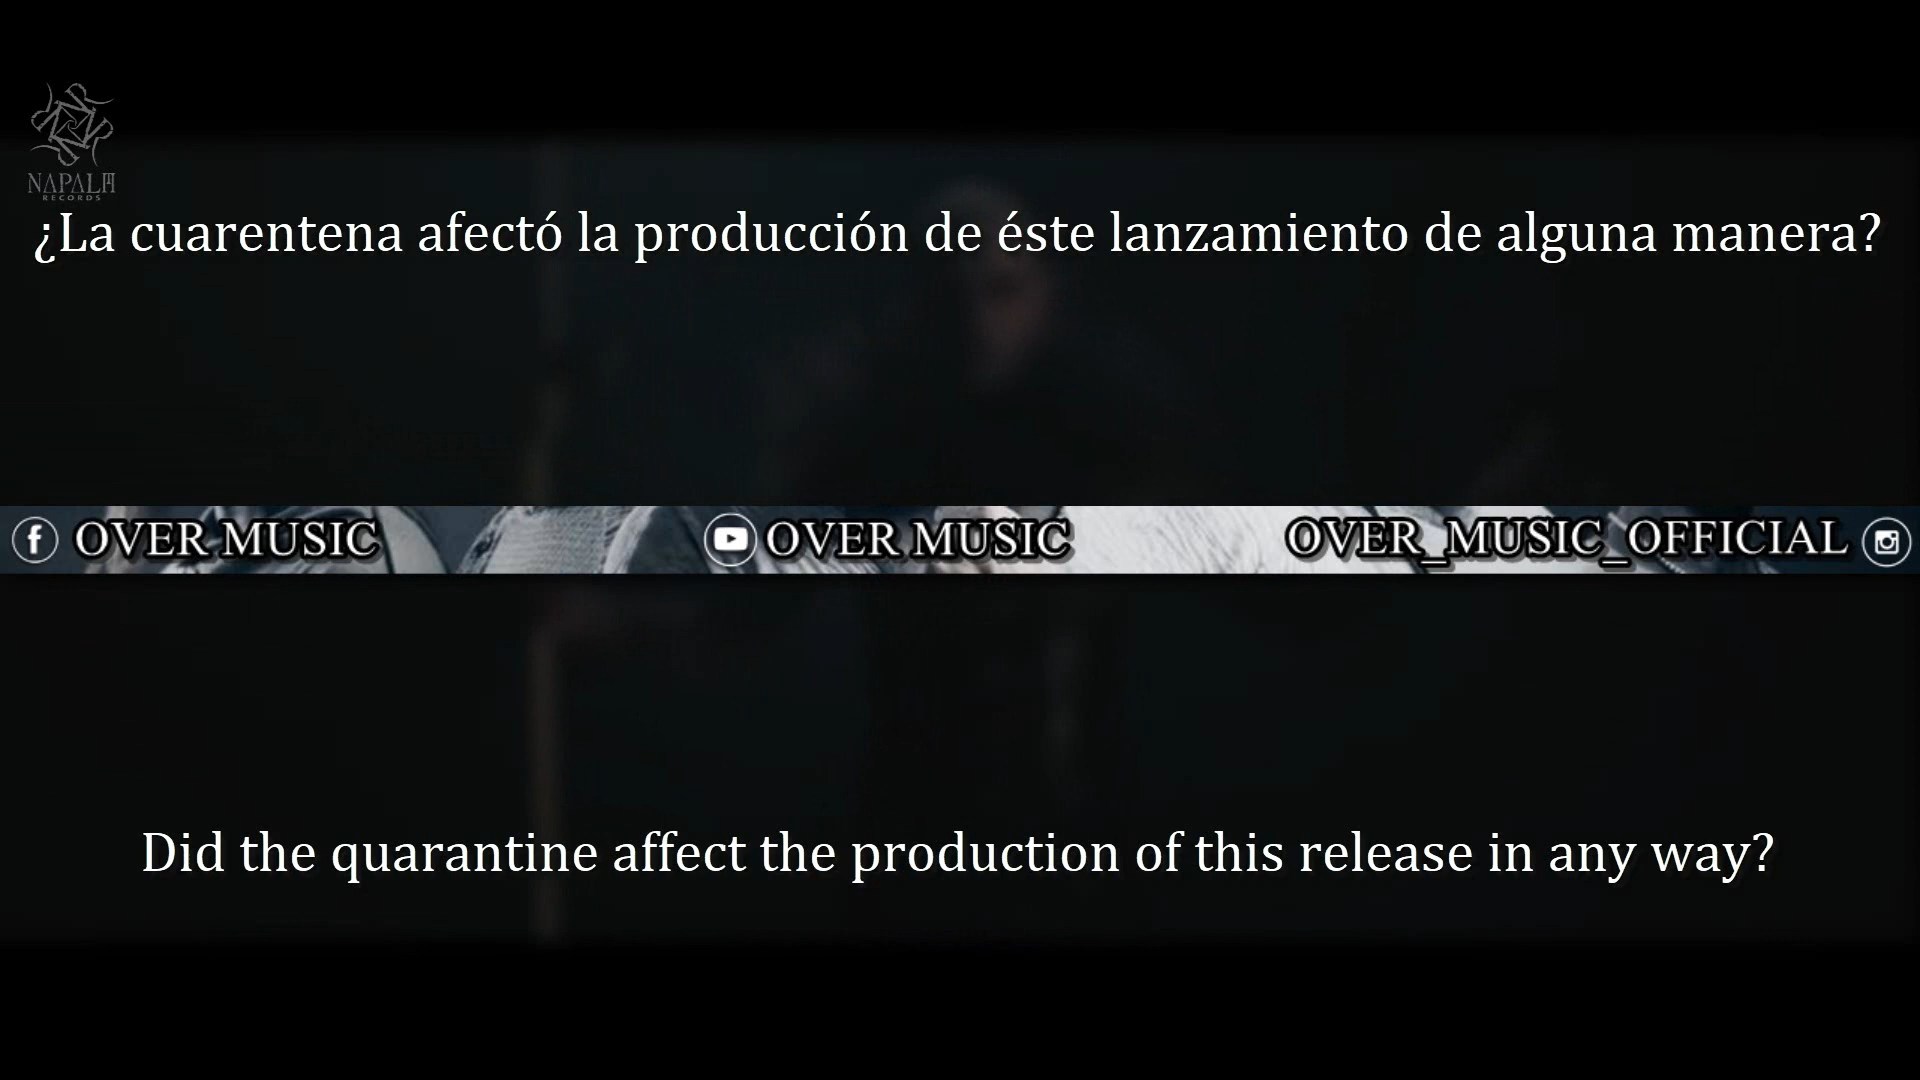 NAPALM
RECORDS
¿La cuarentena afectó la producción de éste lanzamiento de alguna manera?
OVER MUSIC
OVER MUSIC
OVER_MUSIC_OFFICIAL
Did the quarantine affect the production of this release in any way?